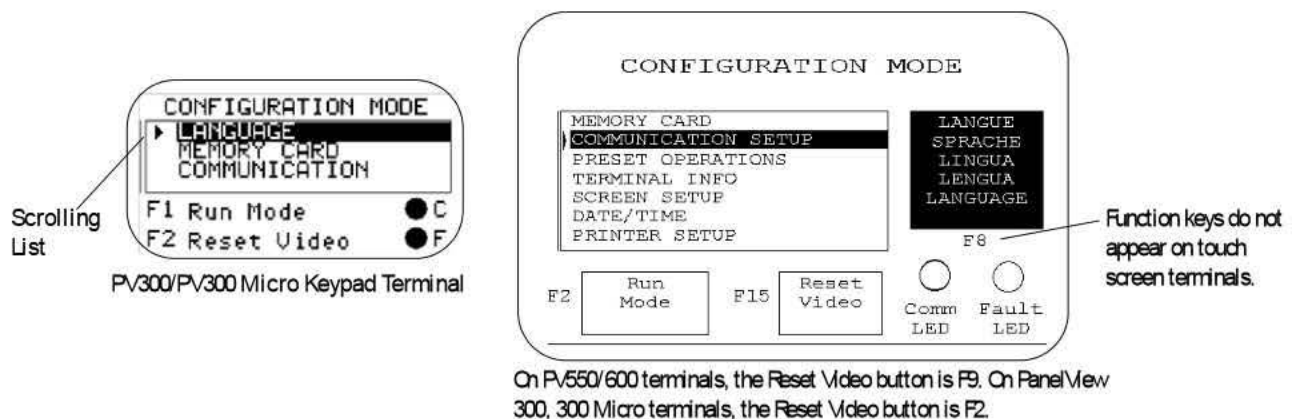 CONFIGURATION MODE
LANGUAGE
MEMORY CARD
COMMUNICATION
F1 Run Mode
C
F2 Reset Video
F
Scrolling
List
PV300/PV300 Micro Keypad Terminal
CONFIGURATION MODE
MEMORY CARD
COMMUNICATION SETUP
PRESET OPERATIONS
TERMINAL INFO
SCREEN SETUP
DATE/TIME
PRINTER SETUP
LANGUE
SPRACHE
LINGUA
LENGUA
LANGUAGE
F8
F2
Run
Mode
F15
Reset
Video
Comm
LED
Fault
LED
Function keys do not
appear on touch
screen terminals.
On PV550/600 terminals, the Reset Video button is F9. On PanelView
300, 300 Micro terminals, the Reset Video button is F2.